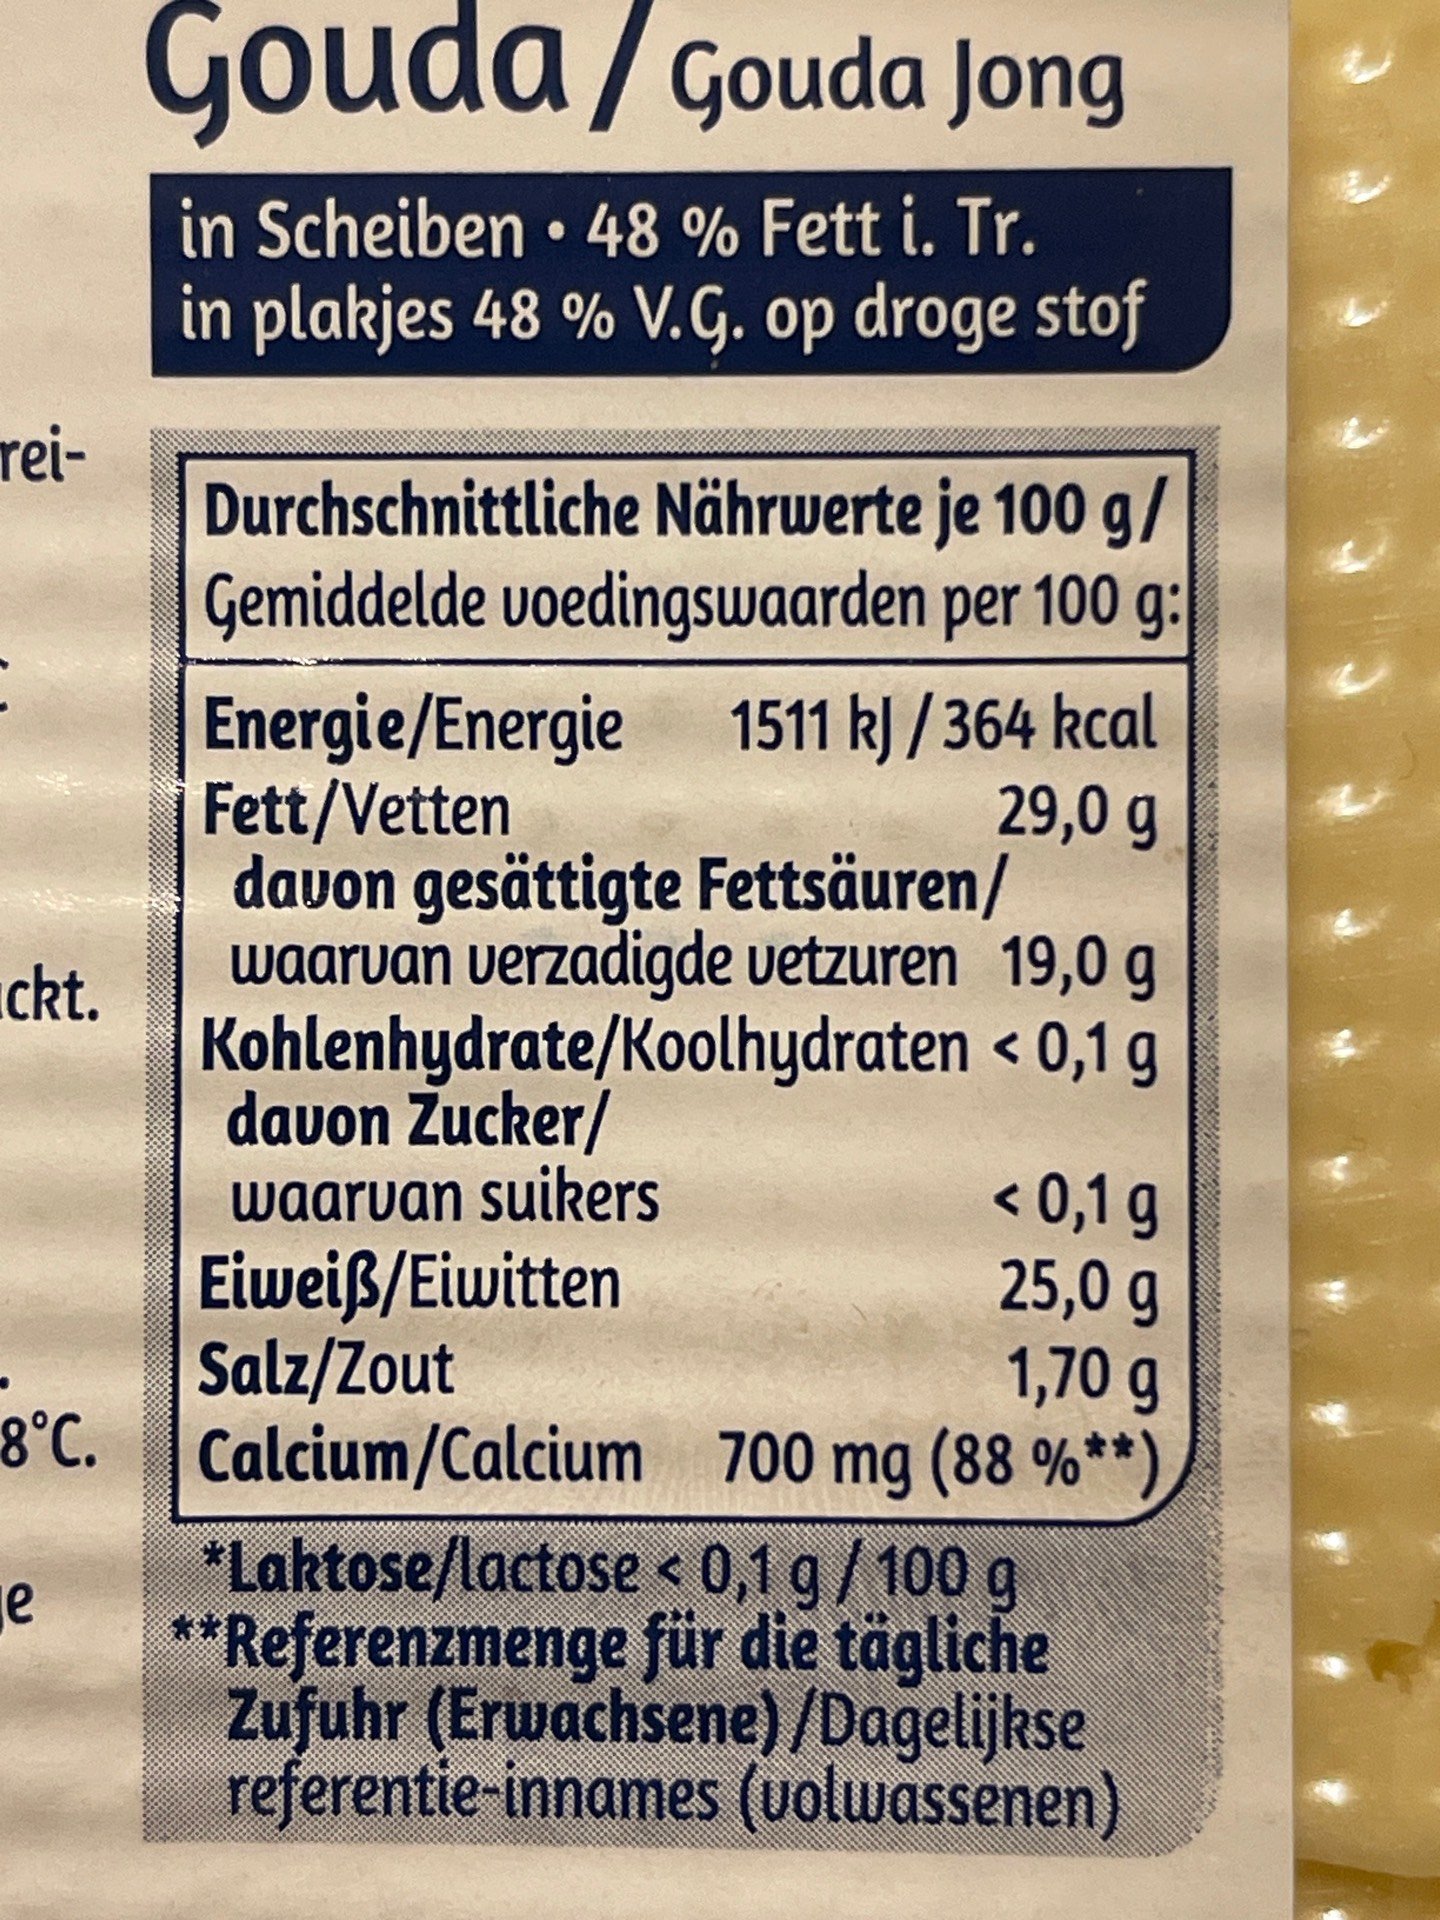 Gouda / Gouda Jong
in Scheiben • 48 % Fett i. Tr.
in plakjes 48 % V.G. op droge stof
rei-
Durchschnittliche Nährwerte je 100 g/
Gemiddelde voedingswaarden per 100 g:
Energie/Energie 1511 kJ / 364 kcal
Fett/Vetten 29,0 g
davon gesättigte Fettsäuren/
waarvan verzadigde vetzuren 19,0 g
ckt.
Kohlenhydrate/Koolhydraten < 0,1 g
davon Zucker/
waarvan suikers < 0,1 g
Eiweiß/Eiwitten 25,0 g
Salz/Zout 1,70 g
8°C.
Calcium/Calcium 700 mg (88 %**)
*Laktose/lactose < 0,1 g / 100 g
**Referenzmenge für die tägliche
Zufuhr (Erwachsene)/Dagelijkse
referentie-innames (volwassenen)